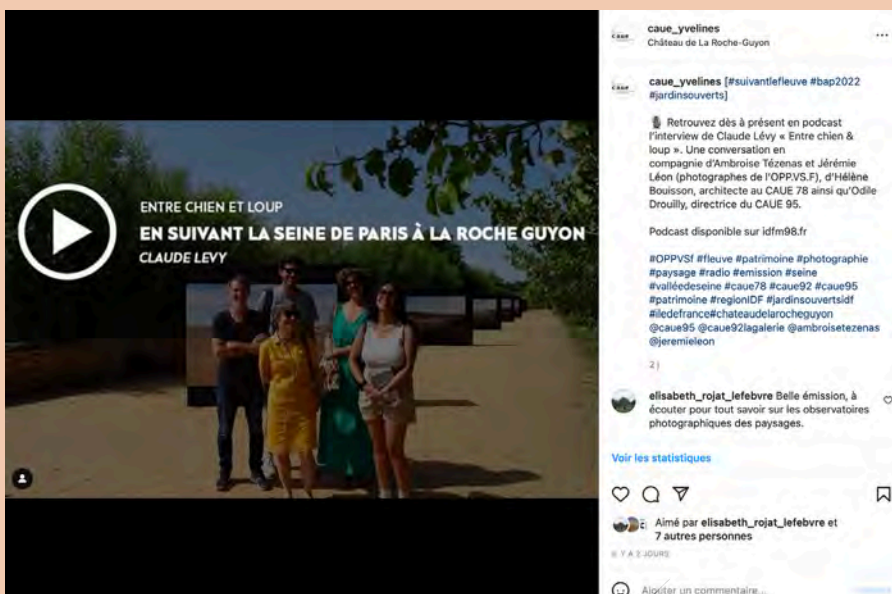 ENTRE CHIEN ET LOUP
EN SUIVANT LA SEINE DE PARIS À LA ROCHE GUYON
CLAUDE LEVY
caue_yvelines
Château de La Roche-Guyon
caue_yvelines [#suivantlefleuve #bap2022
#jardinsouverts]
Retrouvez dès à présent en podcast
l'interview de Claude Lévy « Entre chien &
loup ». Une conversation en
compagnie d'Ambroise Tézenas et Jérémie
Léon (photographes de l'OPP.VS.F), d'Hélène
Bouisson, architecte au CAUE 78 ainsi qu'Odile
Drouilly, directrice du CAUE 95.
Podcast disponible sur idfm98.fr
#OPPVSf #fleuve #patrimoine #photographie
#paysage #radio #emission #seine
#valléedeseine #caue78 #caue92 #caue95
#patrimoine #regionIDF #jardinsouvertsidf
#iledefrance#chateaudelarocheguyon
@caue95 @caue92lagalerie @ambroisetezenas
@jeremieleon
2 j
elisabeth_rojat_lefebvre Belle émission, à
écouter pour tout savoir sur les observatoires
photographiques des paysages.
Voir les statistiques
Aimé par elisabeth_rojat_lefebvre et
7 autres personnes
IL Y A 2 JOURS
Ajouter un commentaire...